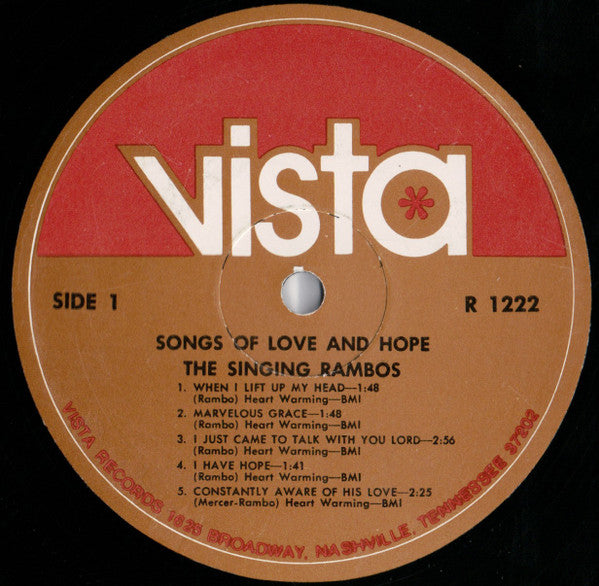 vista
SIDE 1
R 1222
SONGS OF LOVE AND HOPE
THE SINGING RAMBOS
1. WHEN I LIFT UP MY HEAD—1:48
(Rambo) Heart Warming—BMI
2. MARVELOUS GRACE—1:48
(Rambo) Heart Warming—BMI
3. I JUST CAME TO TALK WITH YOU LORD—2:56
(Rambo) Heart Warming—BMI
4. I HAVE HOPE—1:41
(Rambo) Heart Warming—BMI
5. CONSTANTLY AWARE OF HIS LOVE—2:25
(Mercer-Rambo) Heart Warming—BMI
VISTA RECORDS 1625 BROADWAY, NASHVILLE, TENNESSEE 37202